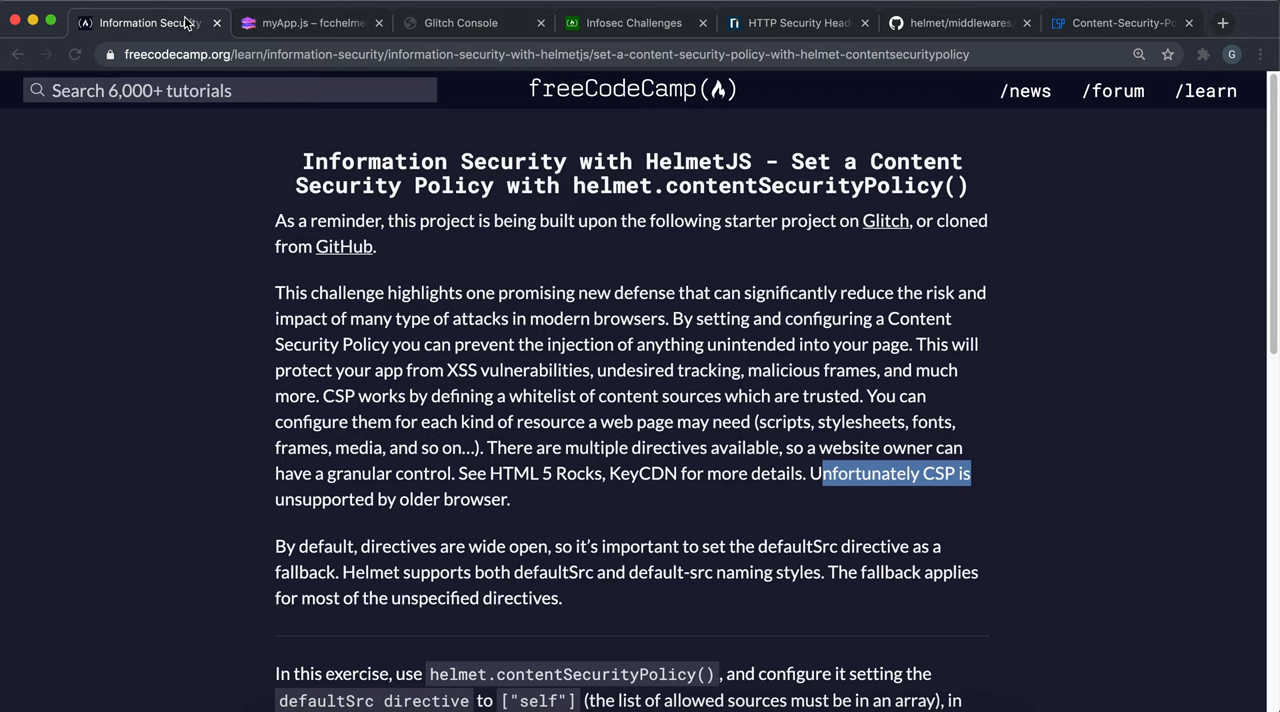 Information Security
myApp.js – fcchelme
Glitch Console
Infosec Challenges
HTTP Security Head
helmet/middlewares
Content-Security-Po
freecodecamp.org/learn/information-security/information-security-with-helmetjs/set-a-content-security-policy-with-helmet-contentsecuritypolicy
G
Search 6,000+ tutorials
freeCodeCamp
/news
/forum
/learn
Information Security with HelmetJS - Set a Content
Security Policy with helmet.contentSecurityPolicy()
As a reminder, this project is being built upon the following starter project on Glitch, or cloned
from GitHub.
This challenge highlights one promising new defense that can significantly reduce the risk and
impact of many type of attacks in modern browsers. By setting and configuring a Content
Security Policy you can prevent the injection of anything unintended into your page. This will
protect your app from XSS vulnerabilities, undesired tracking, malicious frames, and much
more. CSP works by defining a whitelist of content sources which are trusted. You can
configure them for each kind of resource a web page may need (scripts, stylesheets, fonts,
frames, media, and so on…). There are multiple directives available, so a website owner can
have a granular control. See HTML 5 Rocks, KeyCDN for more details. Unfortunately CSP is
unsupported by older browser.
By default, directives are wide open, so it’s important to set the defaultSrc directive as a
fallback. Helmet supports both defaultSrc and default-src naming styles. The fallback applies
for most of the unspecified directives.
In this exercise, use helmet.contentSecurityPolicy(), and configure it setting the
defaultSrc directive to ["self"] (the list of allowed sources must be in an array), in